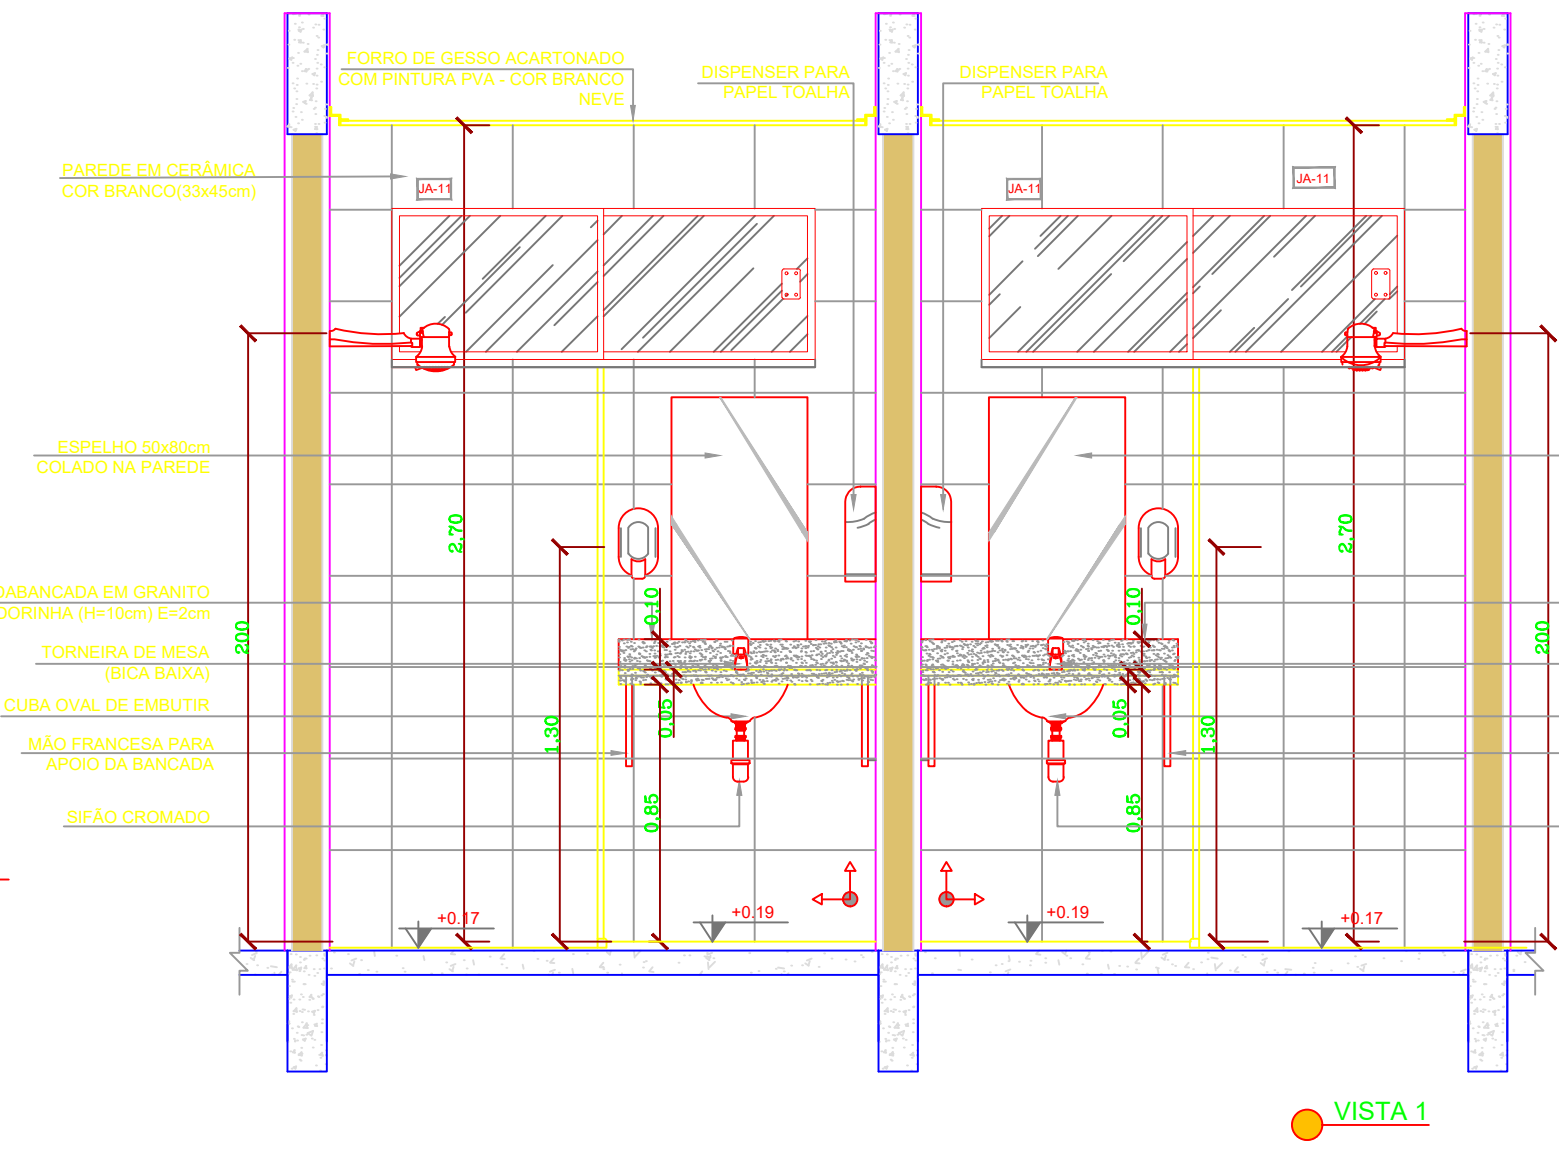 FORRO DE GESSO ACARTONADO
COM PINTURA PVA - COR BRANCO
NEVE
DISPENSER PARA
PAPEL TOALHA
DISPENSER PARA
PAPEL TOALHA
PAREDE EM CERÂMICA
COR BRANCO(33x45cm)
JA-11
JA-11
JA-11
ESPELHO 50x80cm
COLADO NA PAREDE
2.70
2.70
DABANCADA EM GRANITO
DORINHA (H=10cm) E=2cm
0.10
0.10
200
200
TORNEIRA DE MESA
(BICA BAIXA)
CUBA OVAL DE EMBUTIR
0.05
0.05
1.30
1.30
MÃO FRANCESA PARA
APOIO DA BANCADA
SIFÃO CROMADO
0.85
0.85
+0.17
+0.19
+0.19
+0.17
VISTA 1